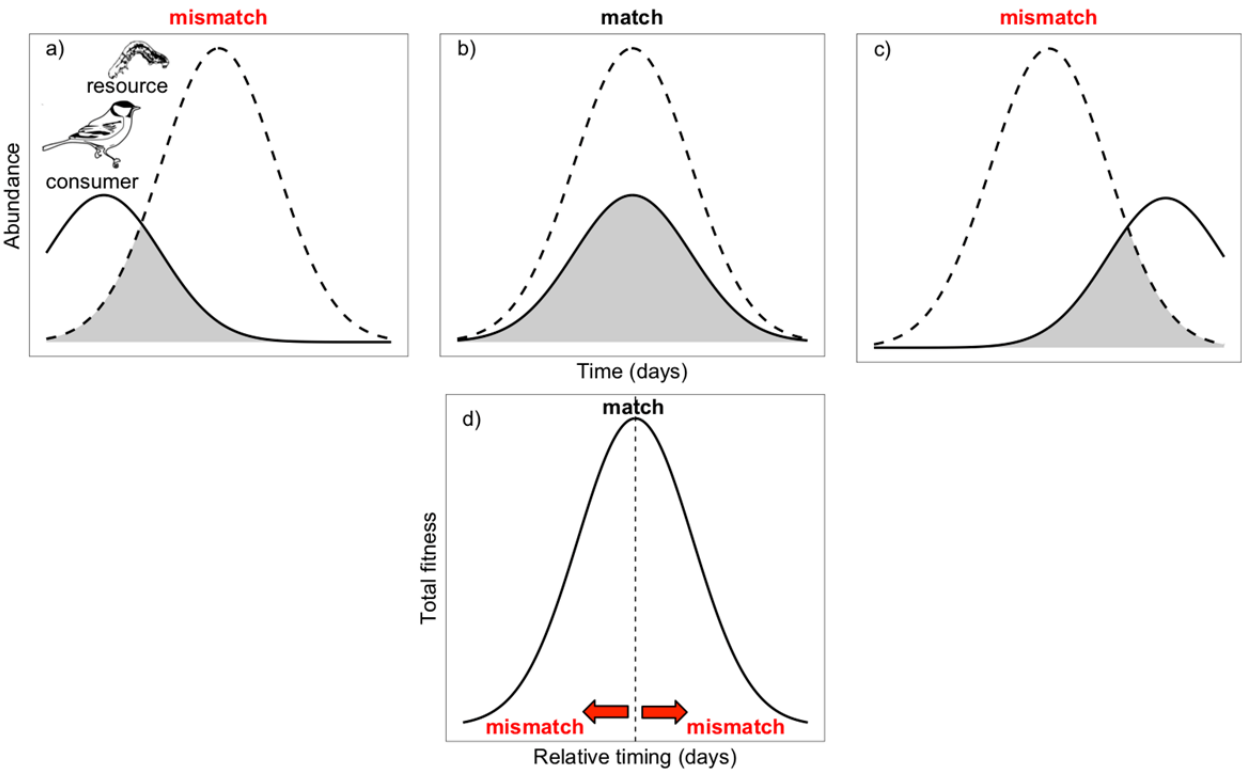 mismatch
match
mismatch
a)
resource
consumer
b)
c)
Abundance
Time (days)
d)
match
Total fitness
mismatch
mismatch
Relative timing (days)